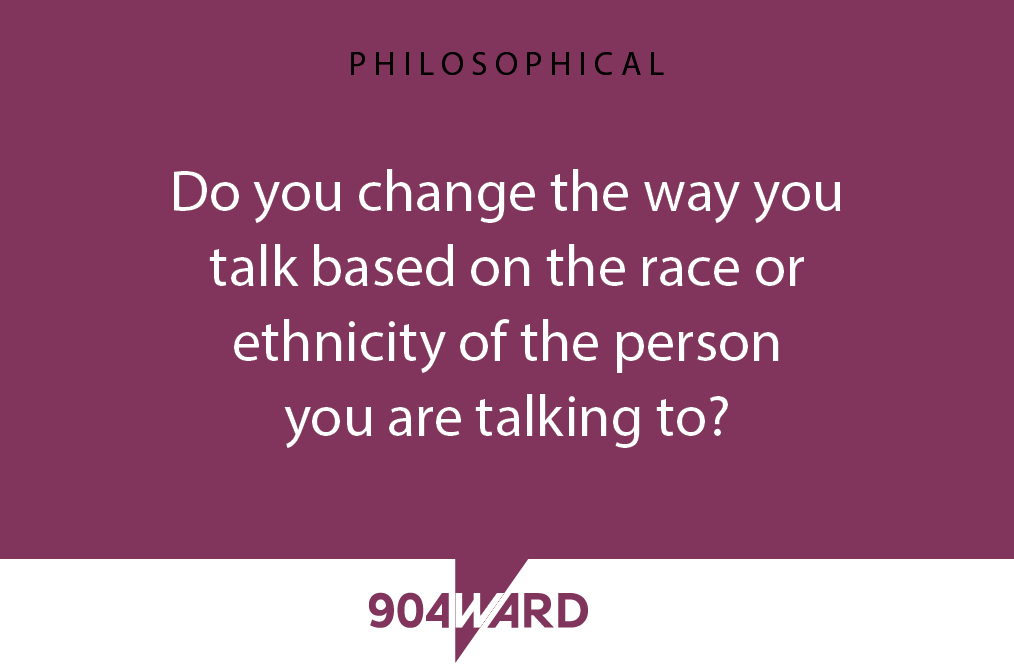 PHILOSOPHICAL
Do you change the way you
talk based on the race or
ethnicity of the person
you are talking to?
904WARD